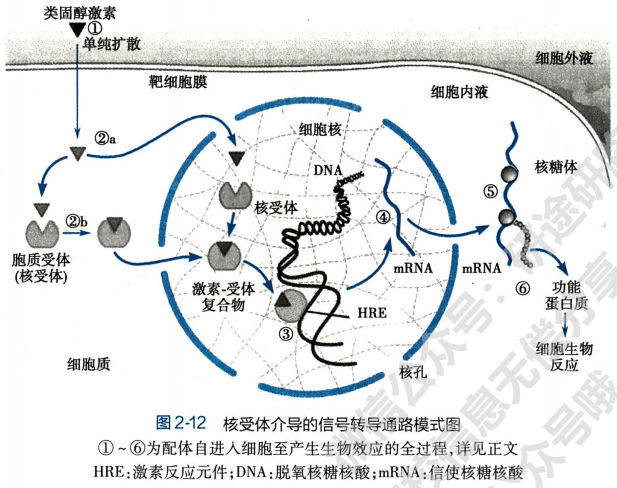 类固醇激素
①
单纯扩散
细胞外液
靶细胞膜
细胞内液
细胞核
核糖体
②a
DNA
⑤
核受体
④
②b
胞质受体
(核受体)
激素-受体
复合物
mRNA
mRNA
⑥
功能
蛋白质
HRE
③
细胞生物
反应
细胞质
核孔
图 2-12 核受体介导的信号转导通路模式图
①~⑥为配体自进入细胞至产生生物效应的全过程,详见正文
HRE:激素反应元件;DNA:脱氧核糖核酸;mRNA:信使核糖核酸